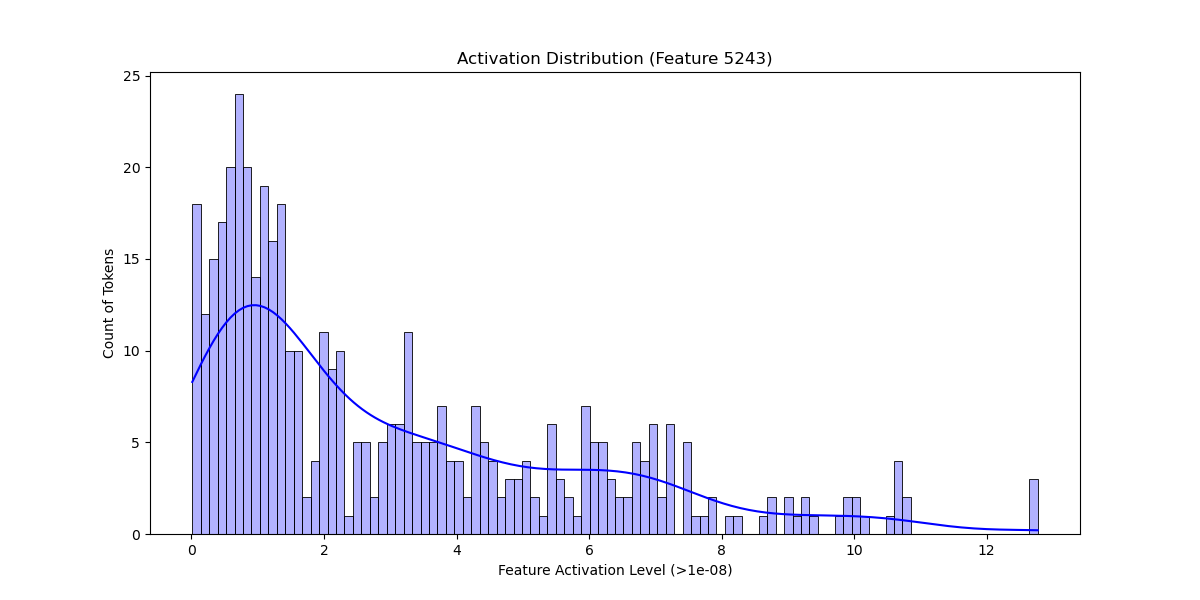 Activation Distribution (Feature 5243)
25
20
15
10
5
0
Count of Tokens
0 2 4 6 8 10 12
Feature Activation Level (>1e-08)